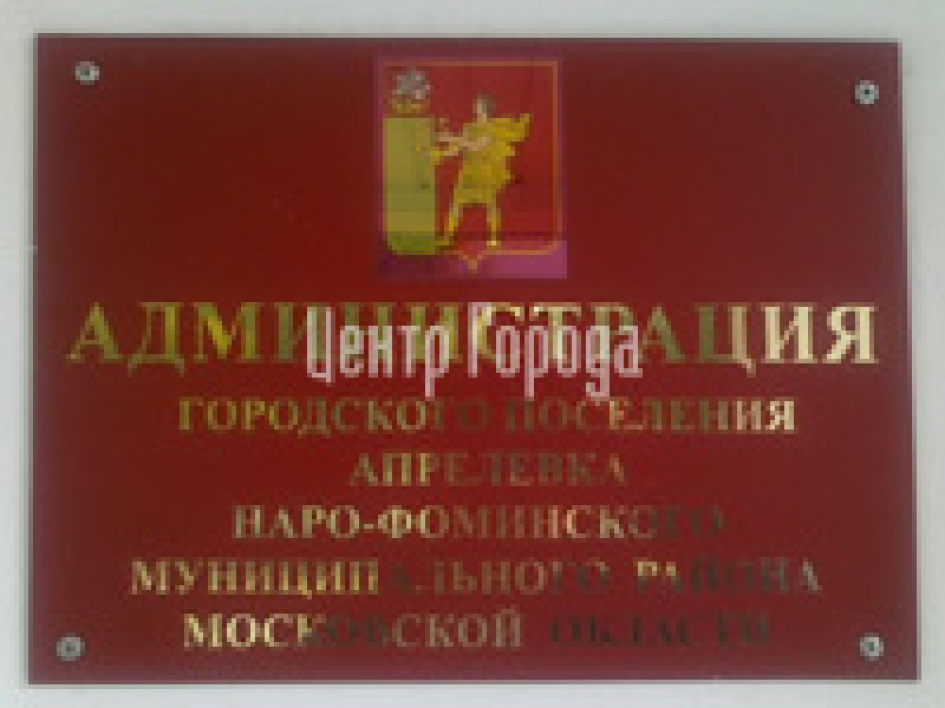 АДМИНИСТРАЦИЯ
Центр Города
ГОРОДСКОГО ПОСЕЛЕНИЯ
АПРЕЛЕВКА
НАРО-ФОМИНСКОГО
МУНИЦИПАЛЬНОГО РАЙОНА
МОСКОВСКОЙ ОБЛАСТИ